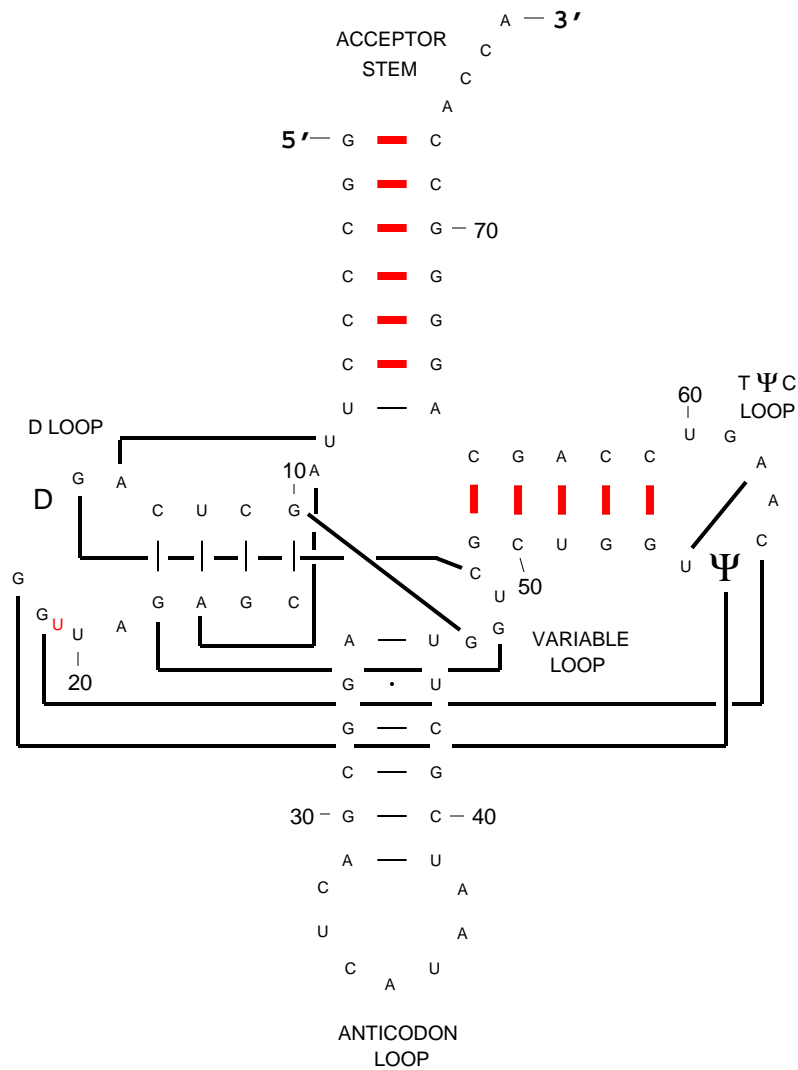 A 3′
ACCEPTOR
STEM
C
C
A
5′ G C
G C
C G 70
C G
C G
C G
U A
T Ψ C
LOOP
60
D LOOP
U
U G
G A
10 A
C G A C C
A
D
C U C G
A
G C U G G
C
G
U Ψ
C
50
G A G C
U
G U U A
G G
A U
VARIABLE
LOOP
20
G · U
G C
C G
30 G C 40
A U
C A
U A
C A U
ANTICODON
LOOP